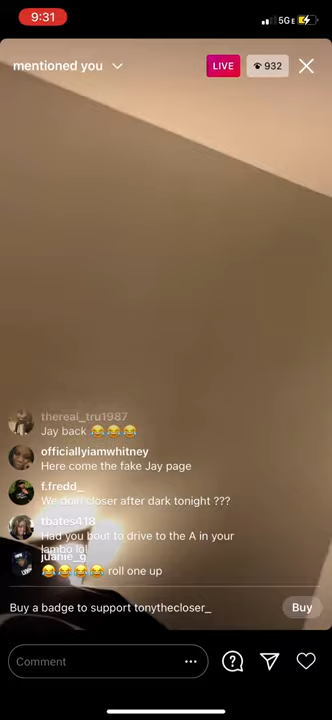 9:31
5GE
mentioned you
LIVE
932
thereal_tru1987
Jay back 😂😂😂
officiallyiamwhitney
Here come the fake Jay page
f.fredd_
We doin closer after dark tonight ???
tbates418
Had you bout to drive to the A in your
lambo lol
juanie_g
😂😂😂😂 roll one up
Buy a badge to support tonythecloser_
Buy
Comment